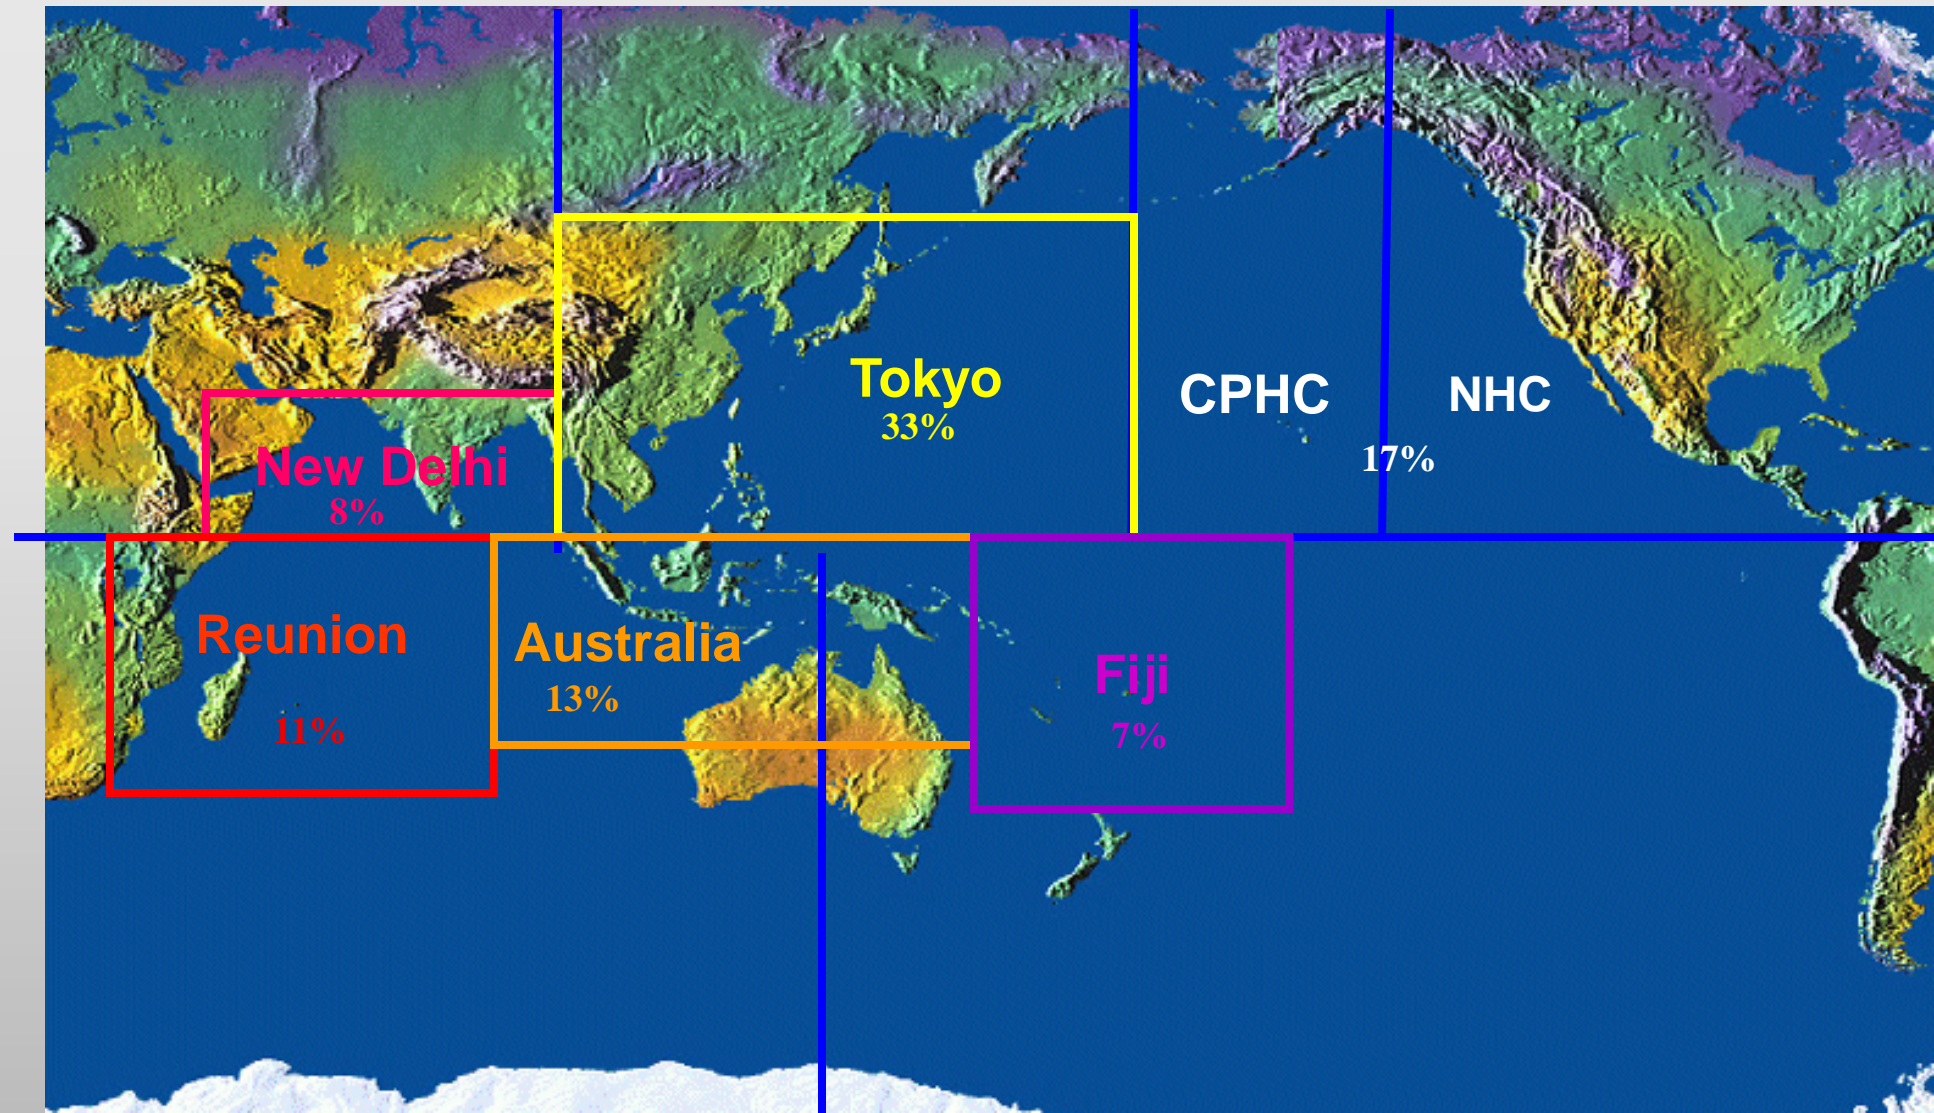 Tokyo
33%
CPHC
NHC
17%
New Delhi
8%
Reunion
11%
Australia
13%
Fiji
7%